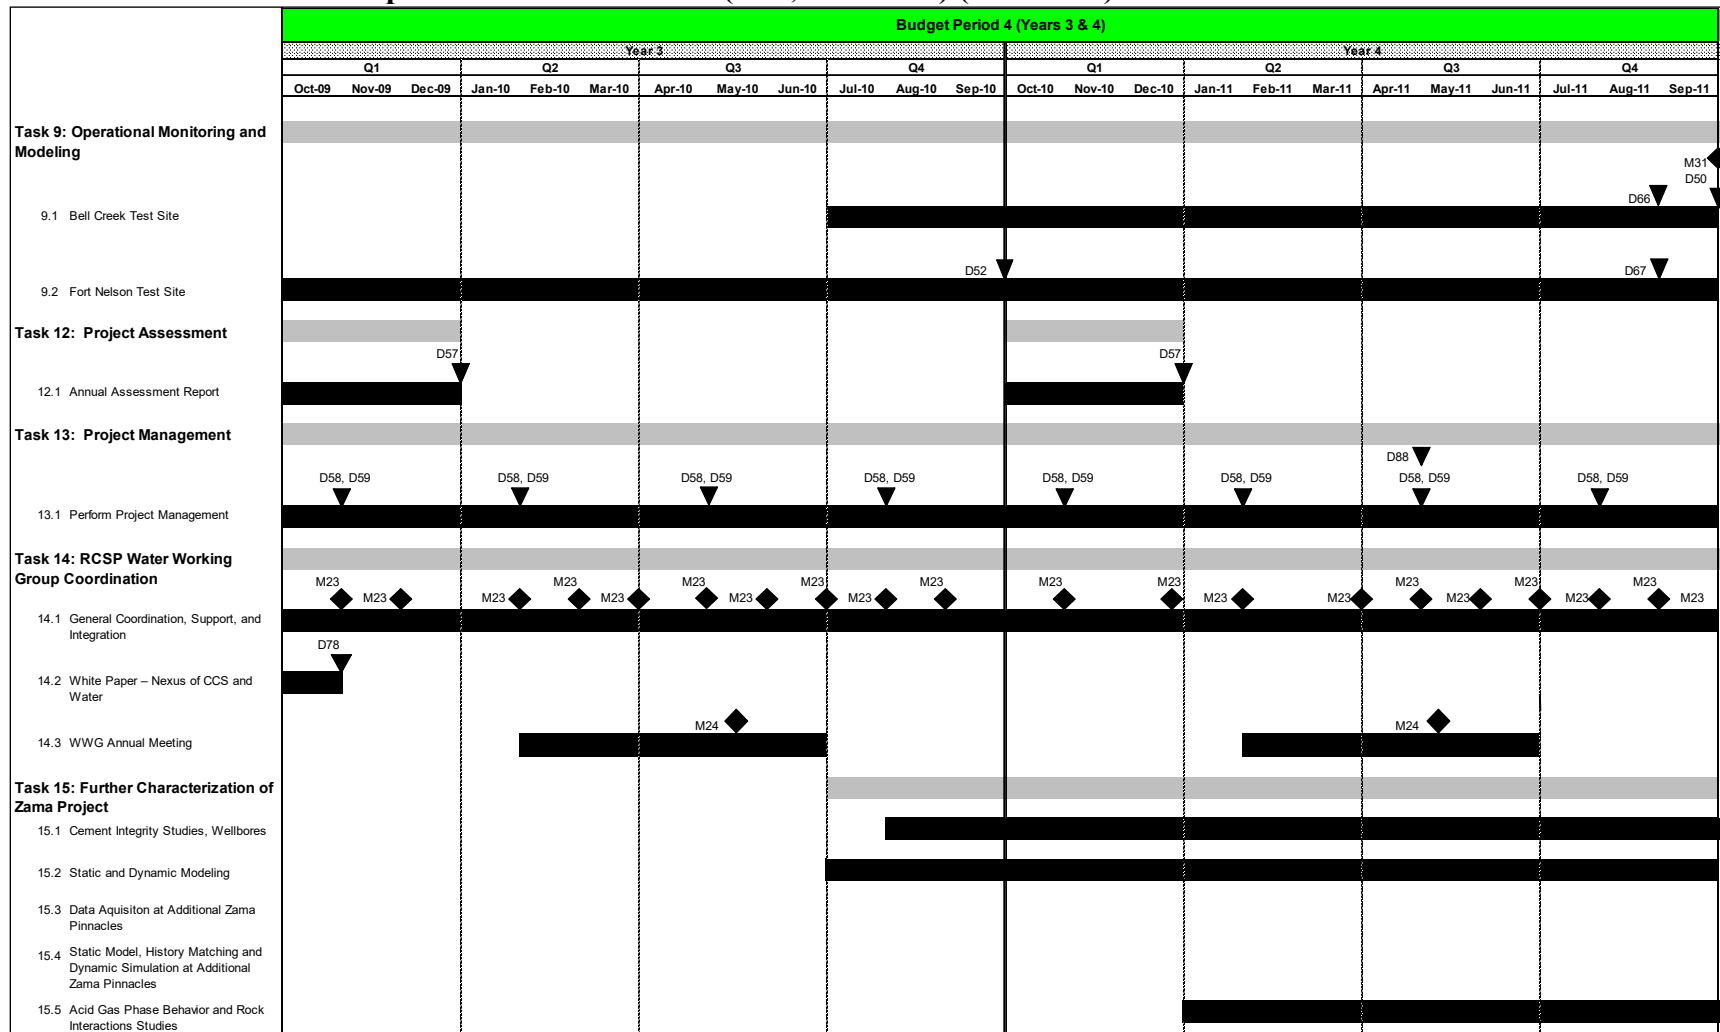 Budget Period 4 (Years 3 & 4)
Year 3 Year 4
Q1 Q2 Q3 Q4 Q1 Q2 Q3 Q4
Oct-09 Nov-09 Dec-09 Jan-10 Feb-10 Mar-10 Apr-10 May-10 Jun-10 Jul-10 Aug-10 Sep-10 Oct-10 Nov-10 Dec-10 Jan-11 Feb-11 Mar-11 Apr-11 May-11 Jun-11 Jul-11 Aug-11 Sep-11
Task 9: Operational Monitoring and
Modeling
M31
D50
D66
9.1 Bell Creek Test Site
D52 D67
9.2 Fort Nelson Test Site
Task 12: Project Assessment
D57 D57
12.1 Annual Assessment Report
Task 13: Project Management
D88
D58, D59 D58, D59 D58, D59 D58, D59 D58, D59 D58, D59 D58, D59 D58, D59
13.1 Perform Project Management
Task 14: RCSP Water Working
Group Coordination
M23 M23 M23 M23 M23 M23 M23 M23 M23 M23
M23 M23 M23 M23 M23 M23 M23 M23 M23 M23
14.1 General Coordination, Support, and
Integration
D78
14.2 White Paper – Nexus of CCS and
Water
M24 M24
14.3 WWG Annual Meeting
Task 15: Further Characterization of
Zama Project
15.1 Cement Integrity Studies, Wellbores
15.2 Static and Dynamic Modeling
15.3 Data Aquisiton at Additional Zama
Pinnacles
15.4 Static Model, History Matching and
Dynamic Simulation at Additional
Zama Pinnacles
15.5 Acid Gas Phase Behavior and Rock
Interactions Studies